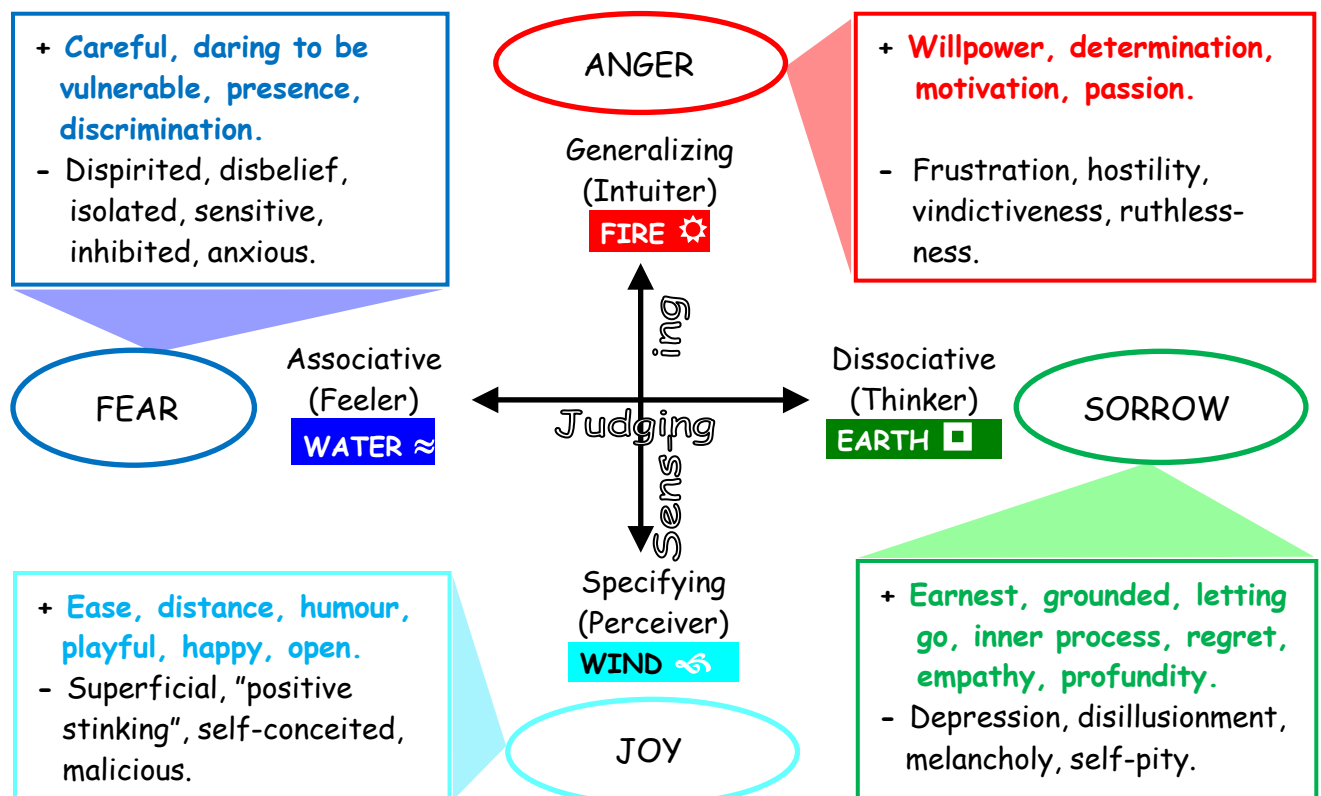 + Careful, daring to be
vulnerable, presence,
discrimination.
- Dispirited, disbelief,
isolated, sensitive,
inhibited, anxious.
ANGER
+ Willpower, determination,
motivation, passion.
- Frustration, hostility,
vindictiveness, ruthless-
ness.
Generalizing
(Intuiter)
FIRE
ing
FEAR
Associative
(Feeler)
WATER ≈
Judging
Dissociative
(Thinker)
EARTH
SORROW
Sens-
Specifying
(Perceiver)
WIND
JOY
+ Ease, distance, humour,
playful, happy, open.
- Superficial, "positive
stinking", self-conceited,
malicious.
+ Earnest, grounded, letting
go, inner process, regret,
empathy, profundity.
- Depression, disillusionment,
melancholy, self-pity.